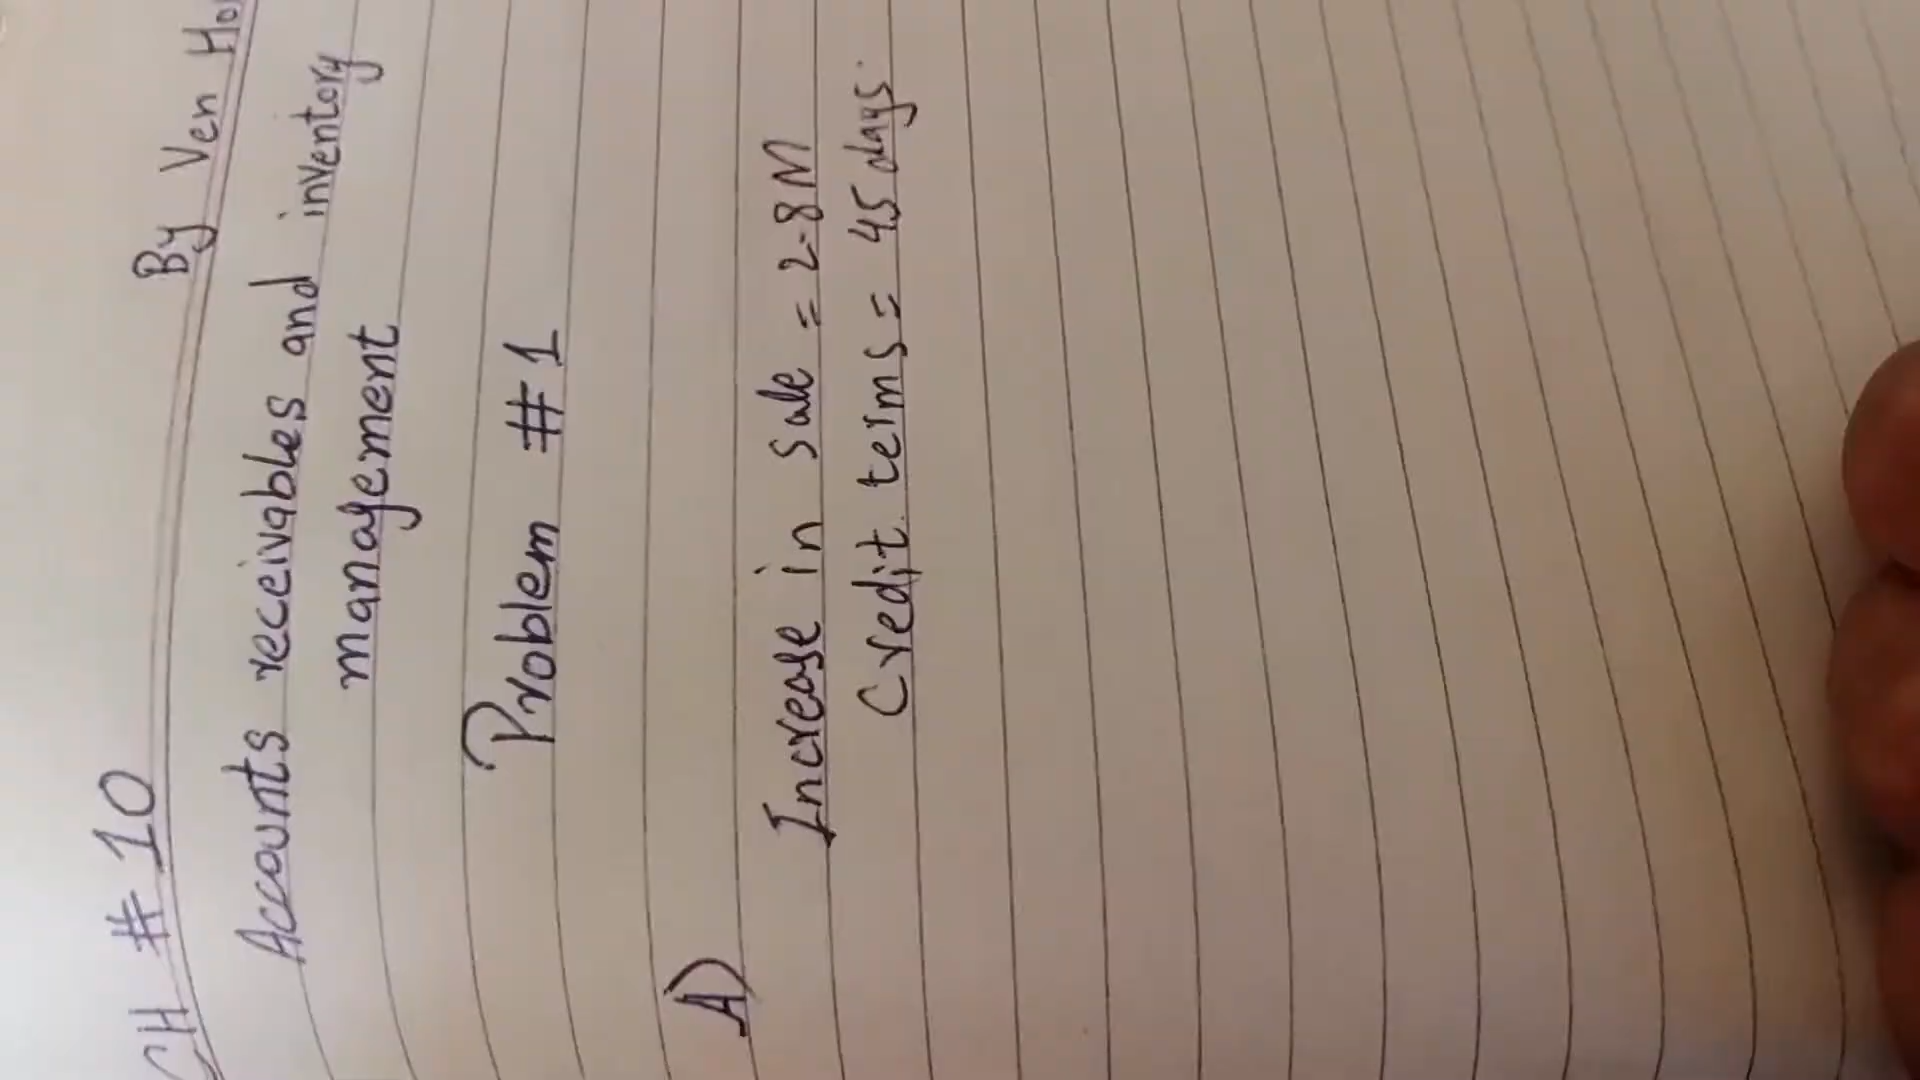 CH # 10
By Ven
Accounts receivables and inventory
management
Problem # 1
A)
Increase in sale = 2.8M
Credit terms = 45 days.